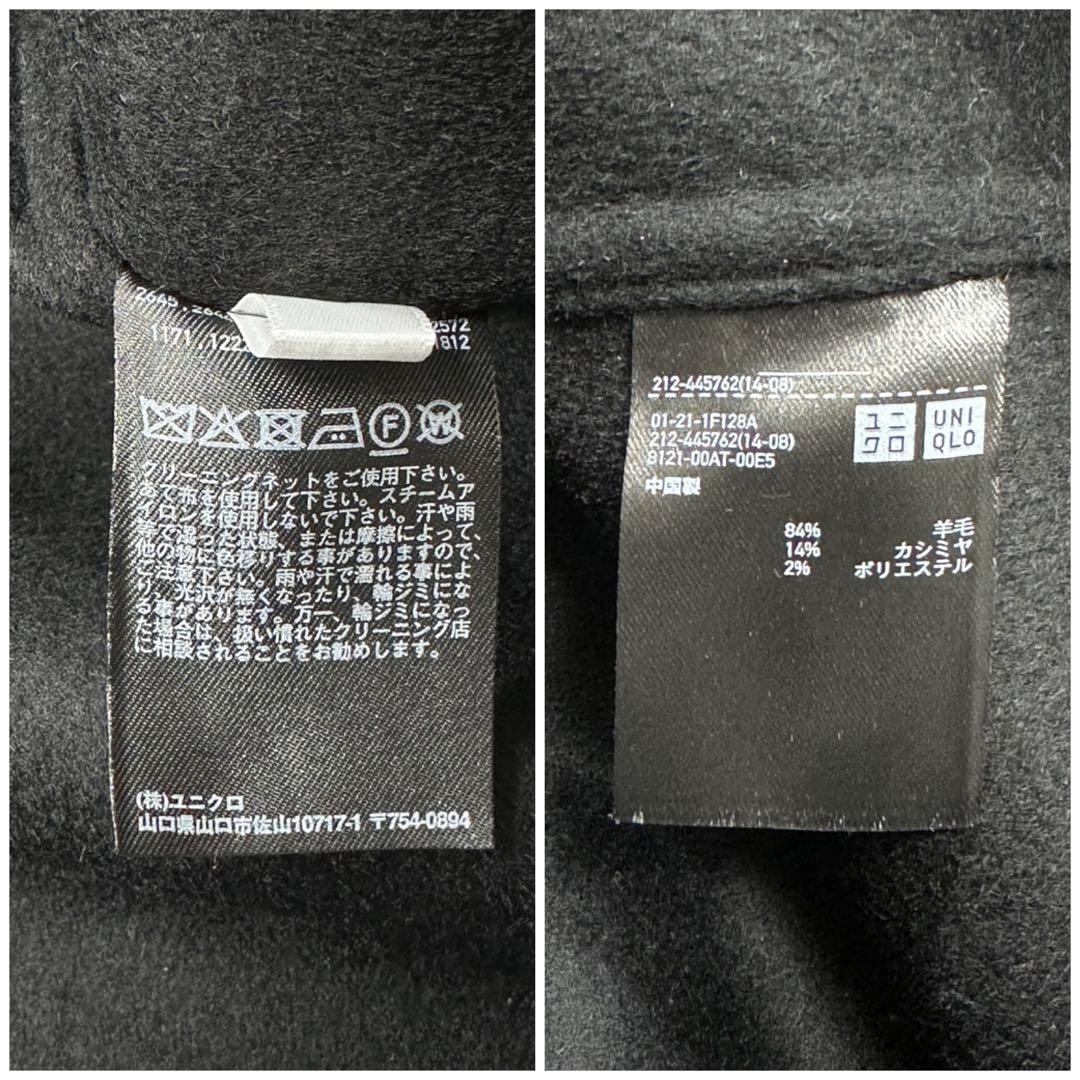 2645
2572
1171,122
1812
F
W
クリーニングネットをご使用下さい。
あて布を使用して下さい。スチームア
イロンを使用しないで下さい。汗や雨
等で湿った状態、または摩擦によって、
他の物に色移りする事がありますので、
ご注意下さい。雨や汗で濡れる事によ
り、光沢が無くなったり、輪ジミにな
る事があります。万一、輪ジミになっ
た場合は、扱い慣れたクリーニング店
に相談されることをお勧めします。
(株)ユニクロ
山口県山口市佐山10717-1 〒754-0894
212-445762(14-08)
01-21-1F128A
212-445762(14-08)
8121-00AT-00E5
中国製
ユニ
クロ
UNI
QLO
84% 羊毛
14% カシミヤ
2% ポリエステル